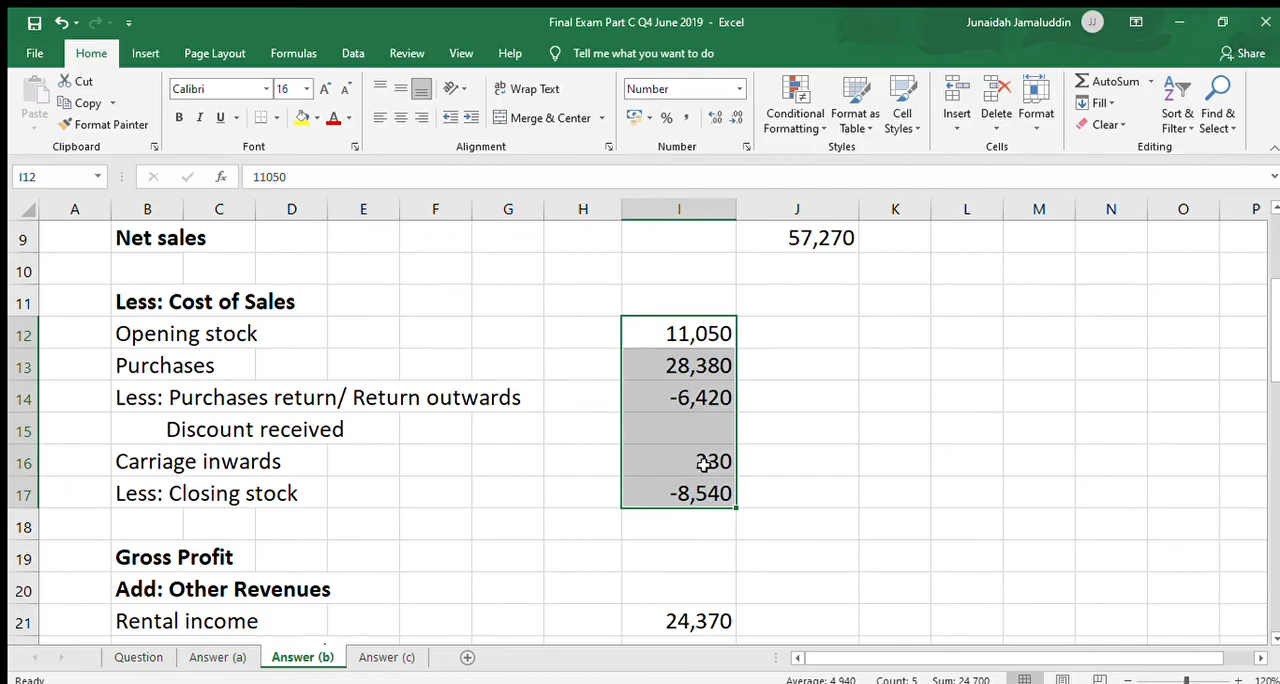 Final Exam Part C Q4 June 2019 - Excel
Junaidah Jamaluddin
JJ
File Home Insert Page Layout Formulas Data Review View Help Tell me what you want to do Share
Paste
Cut
Copy
Format Painter
Clipboard
Calibri 16
B I U
Font
Wrap Text
Merge & Center
Alignment
Number
Number
Conditional Formatting
Format as Table
Cell Styles
Styles
Insert Delete Format
Cells
AutoSum
Fill
Clear
Sort & Filter
Find & Select
Editing
I12 fx 11050
A B C D E F G H I J K L M N O P
9 Net sales 57,270
10
11 Less: Cost of Sales
12 Opening stock 11,050
13 Purchases 28,380
14 Less: Purchases return/ Return outwards -6,420
15 Discount received
16 Carriage inwards
17 Less: Closing stock -8,540
18
19 Gross Profit
20 Add: Other Revenues
21 Rental income 24,370
Question Answer (a) Answer (b) Answer (c)
Ready Average: 4,940 Count: 5 Sum: 24,700 120%